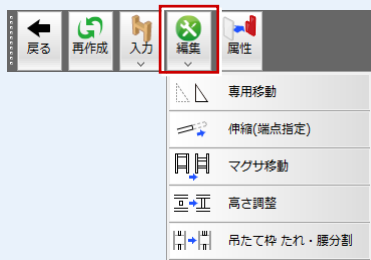 戻る 再作成 入力 編集 属性
専用移動
伸縮(端点指定)
マグサ移動
高さ調整
吊たて枠 たれ・腰分割